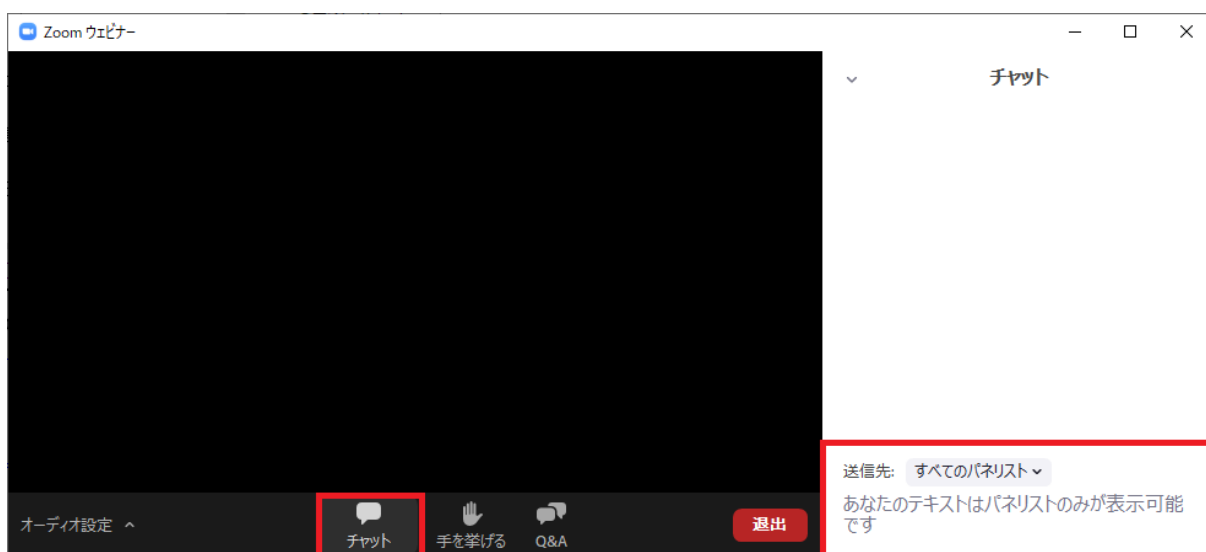 Zoom ウェビナー
チャット
送信先: すべてのパネリスト
あなたのテキストはパネリストのみが表示可能
です
オーディオ設定
チャット
手を挙げる
Q&A
退出